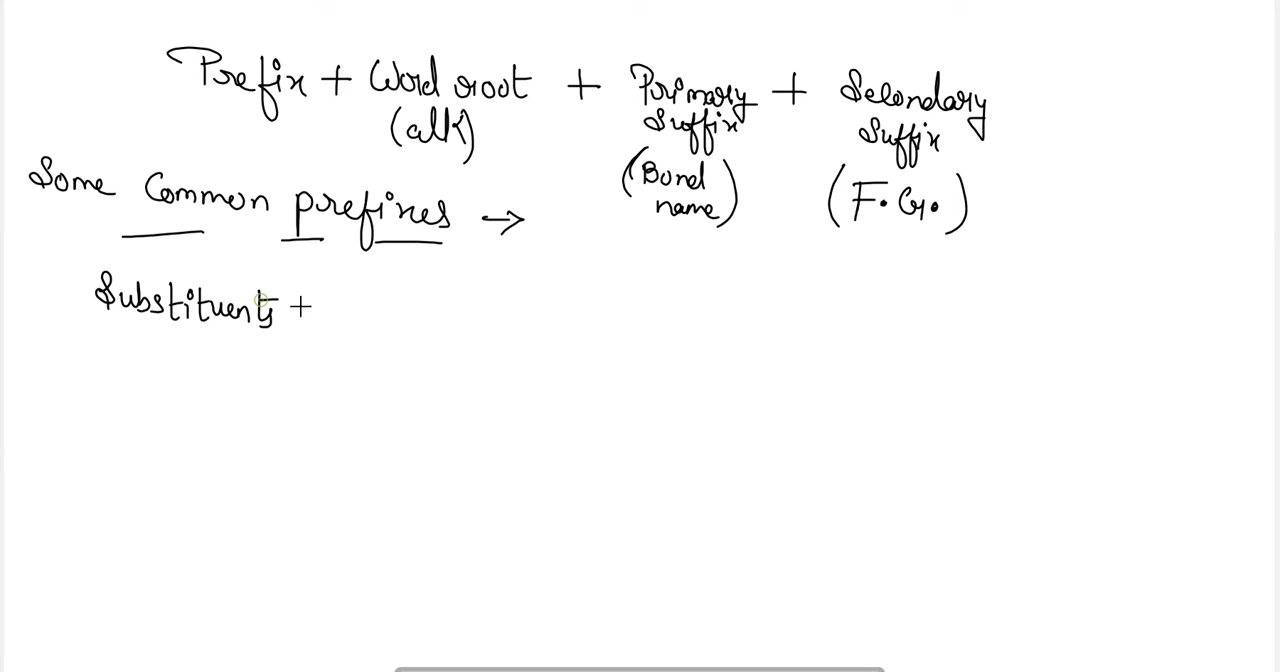 Prefix + Word root + Primary Suffix + Secondary Suffix
(alk) (Bond name) (F.G.)
Some Common prefixes →
Substituents +